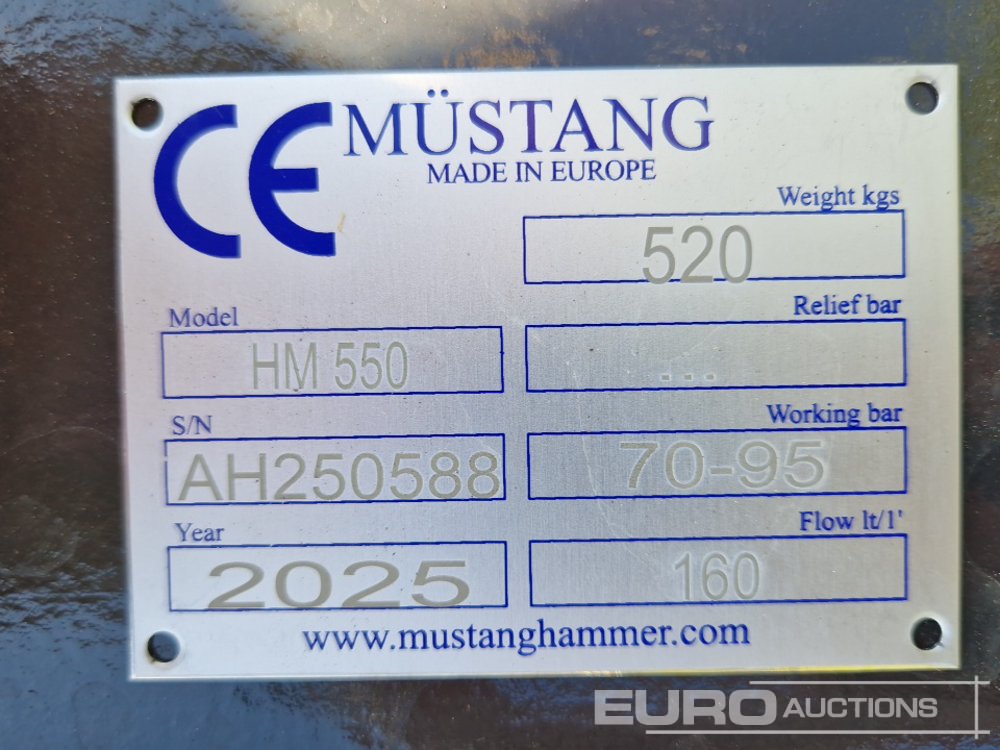 CE MÜSTANG
MADE IN EUROPE
Weight kgs
520
Model
HM 550
Relief bar
...
S/N
AH250588
Working bar
70-95
Year
2025
Flow lt/1'
160
www.mustanghammer.com
EURO AUCTIONS